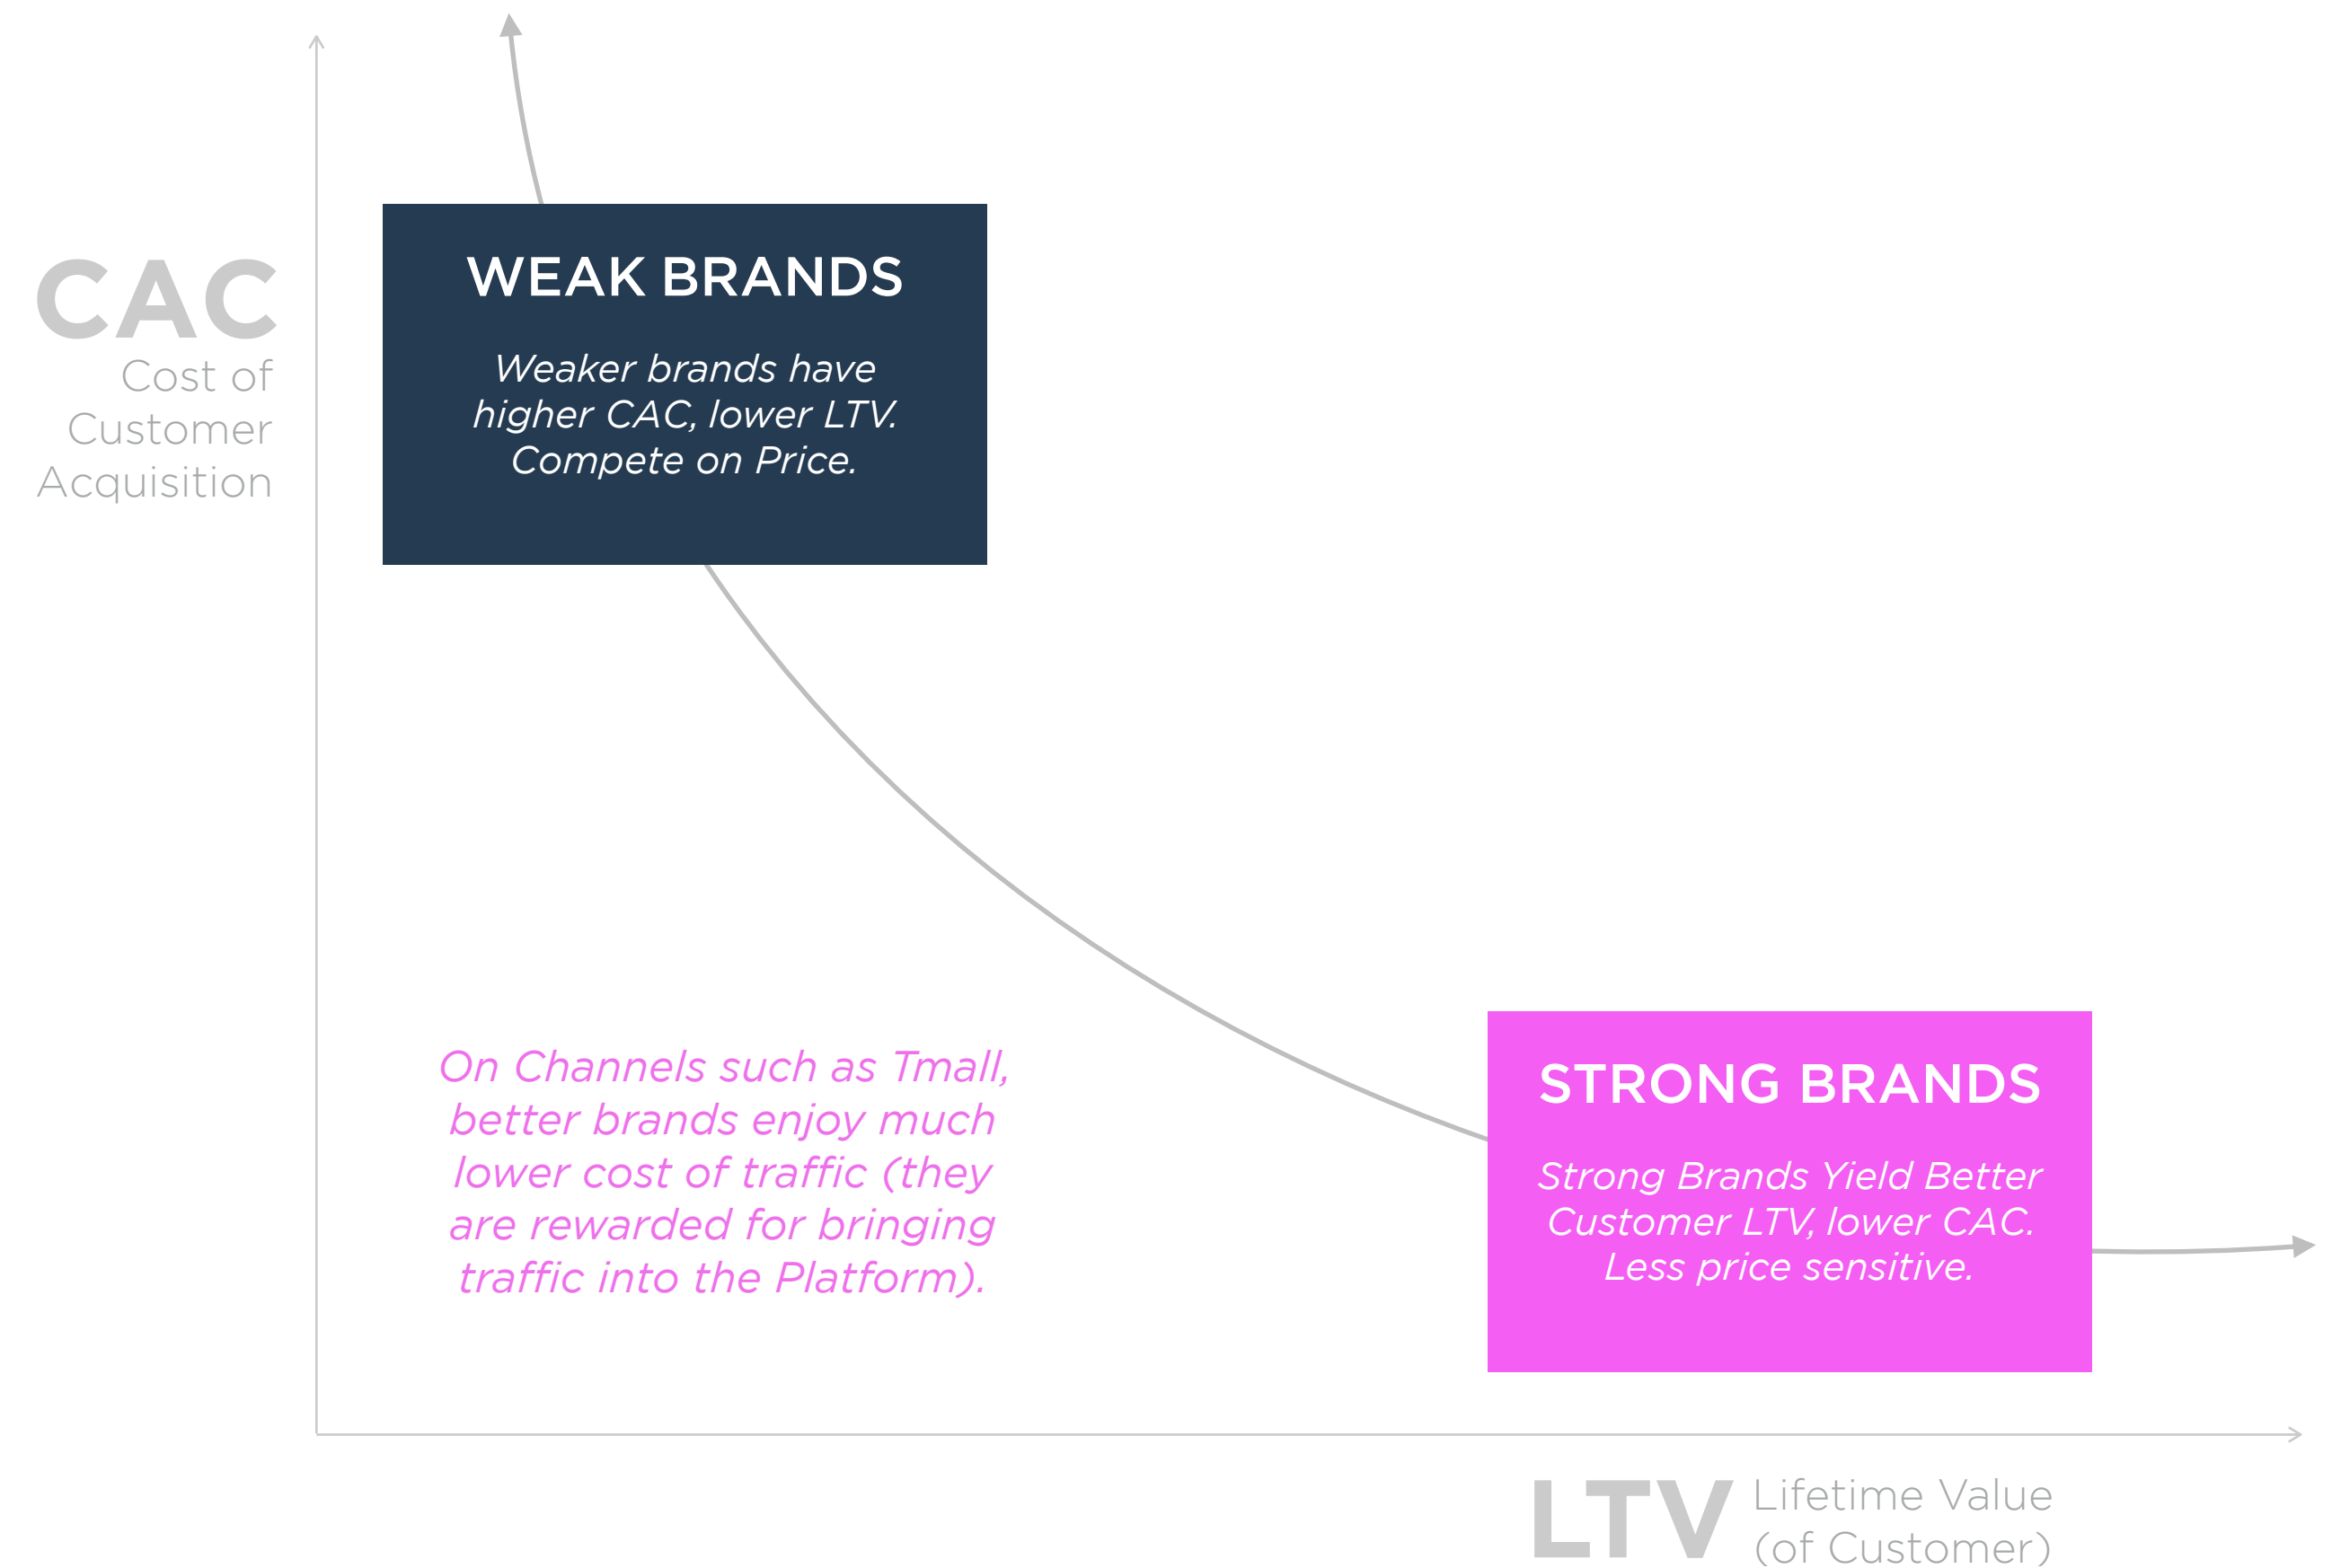 CAC
Cost of
Customer
Acquisition
WEAK BRANDS
Weaker brands have
higher CAC, lower LTV.
Compete on Price.
On Channels such as Tmall,
better brands enjoy much
lower cost of traffic (they
are rewarded for bringing
traffic into the Platform).
STRONG BRANDS
Strong Brands Yield Better
Customer LTV, lower CAC.
Less price sensitive.
LTV
Lifetime Value
(of Customer)